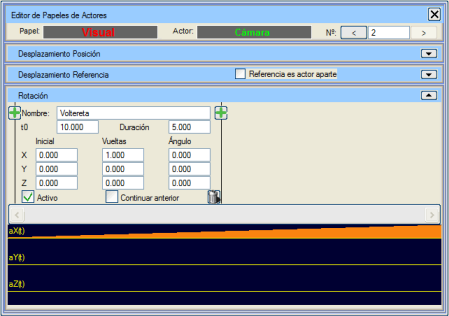 Editor de Papeles de Actores
Papel: Visual Actor: Cámara Nº: < 2 >
Desplazamiento Posición
Desplazamiento Referencia Referencia es actor aparte
Rotación
Nombre: Voltereta
t0 10.000 Duración 5.000
Inicial Vueltas Ángulo
X 0.000 1.000 0.000
Y 0.000 0.000 0.000
Z 0.000 0.000 0.000
Activo Continuar anterior
aX(t)
aY(t)
aZ(t)